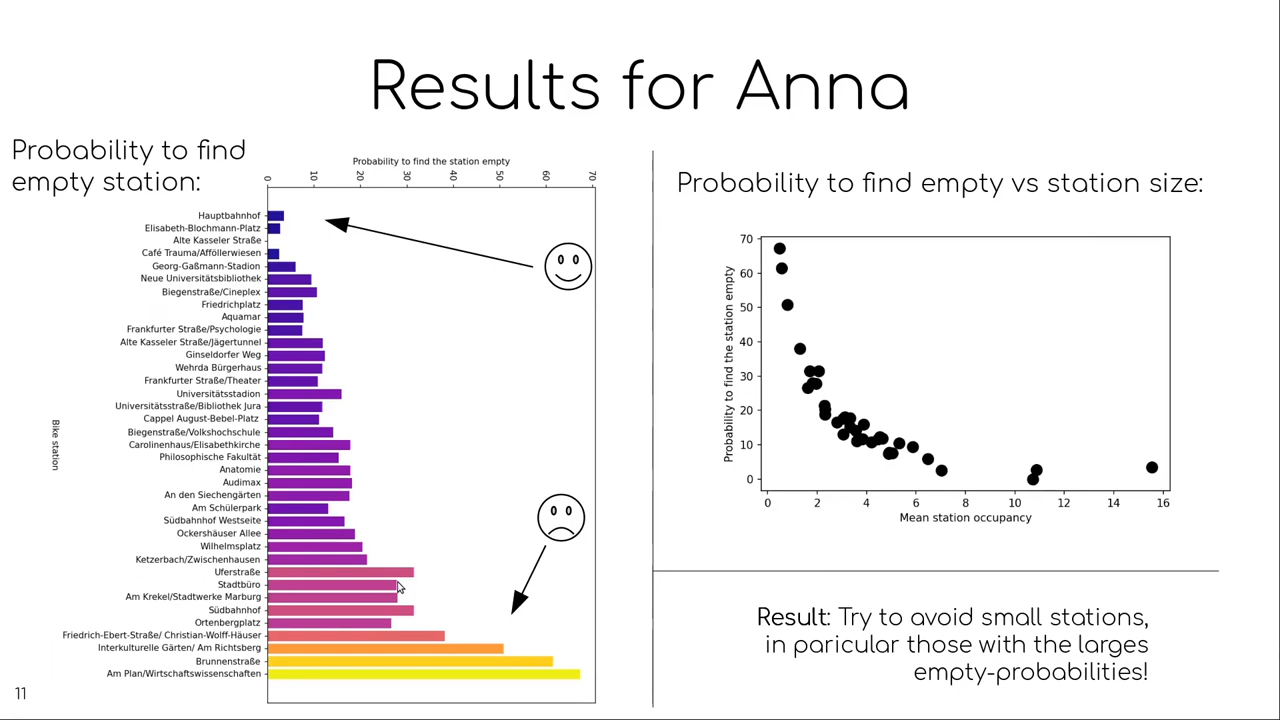 Results for Anna
Probability to find
empty station:
Probability to find the station empty
0 10 20 30 40 50 60 70
Bike station
Hauptbahnhof
Elisabeth-Blochmann-Platz
Alte Kasseler Straße
Café Trauma/Afföllerwiesen
Georg-Gaßmann-Stadion
Neue Universitätsbibliothek
Biegenstraße/Cineplex
Friedrichplatz
Aquamar
Frankfurter Straße/Psychologie
Alte Kasseler Straße/Jägertunnel
Ginseldorfer Weg
Wehrda Bürgerhaus
Frankfurter Straße/Theater
Universitätsstadion
Universitätsstraße/Bibliothek Jura
Cappel August-Bebel-Platz
Biegenstraße/Volkshochschule
Carolinenhaus/Elisabethkirche
Philosophische Fakultät
Anatomie
Audimax
An den Siechengärten
Am Schülerpark
Südbahnhof Westseite
Ockershäuser Allee
Wilhelmsplatz
Ketzerbach/Zwischenhausen
Uferstraße
Stadtbüro
Am Krekel/Stadtwerke Marburg
Südbahnhof
Ortenbergplatz
Friedrich-Ebert-Straße/ Christian-Wolff-Häuser
Interkulturelle Gärten/ Am Richtsberg
Brunnenstraße
Am Plan/Wirtschaftswissenschaften
11
Probability to find empty vs station size:
Probability to find the station empty
70
60
50
40
30
20
10
0
0 2 4 6 8 10 12 14 16
Mean station occupancy
Result: Try to avoid small stations,
in paricular those with the larges
empty-probabilities!